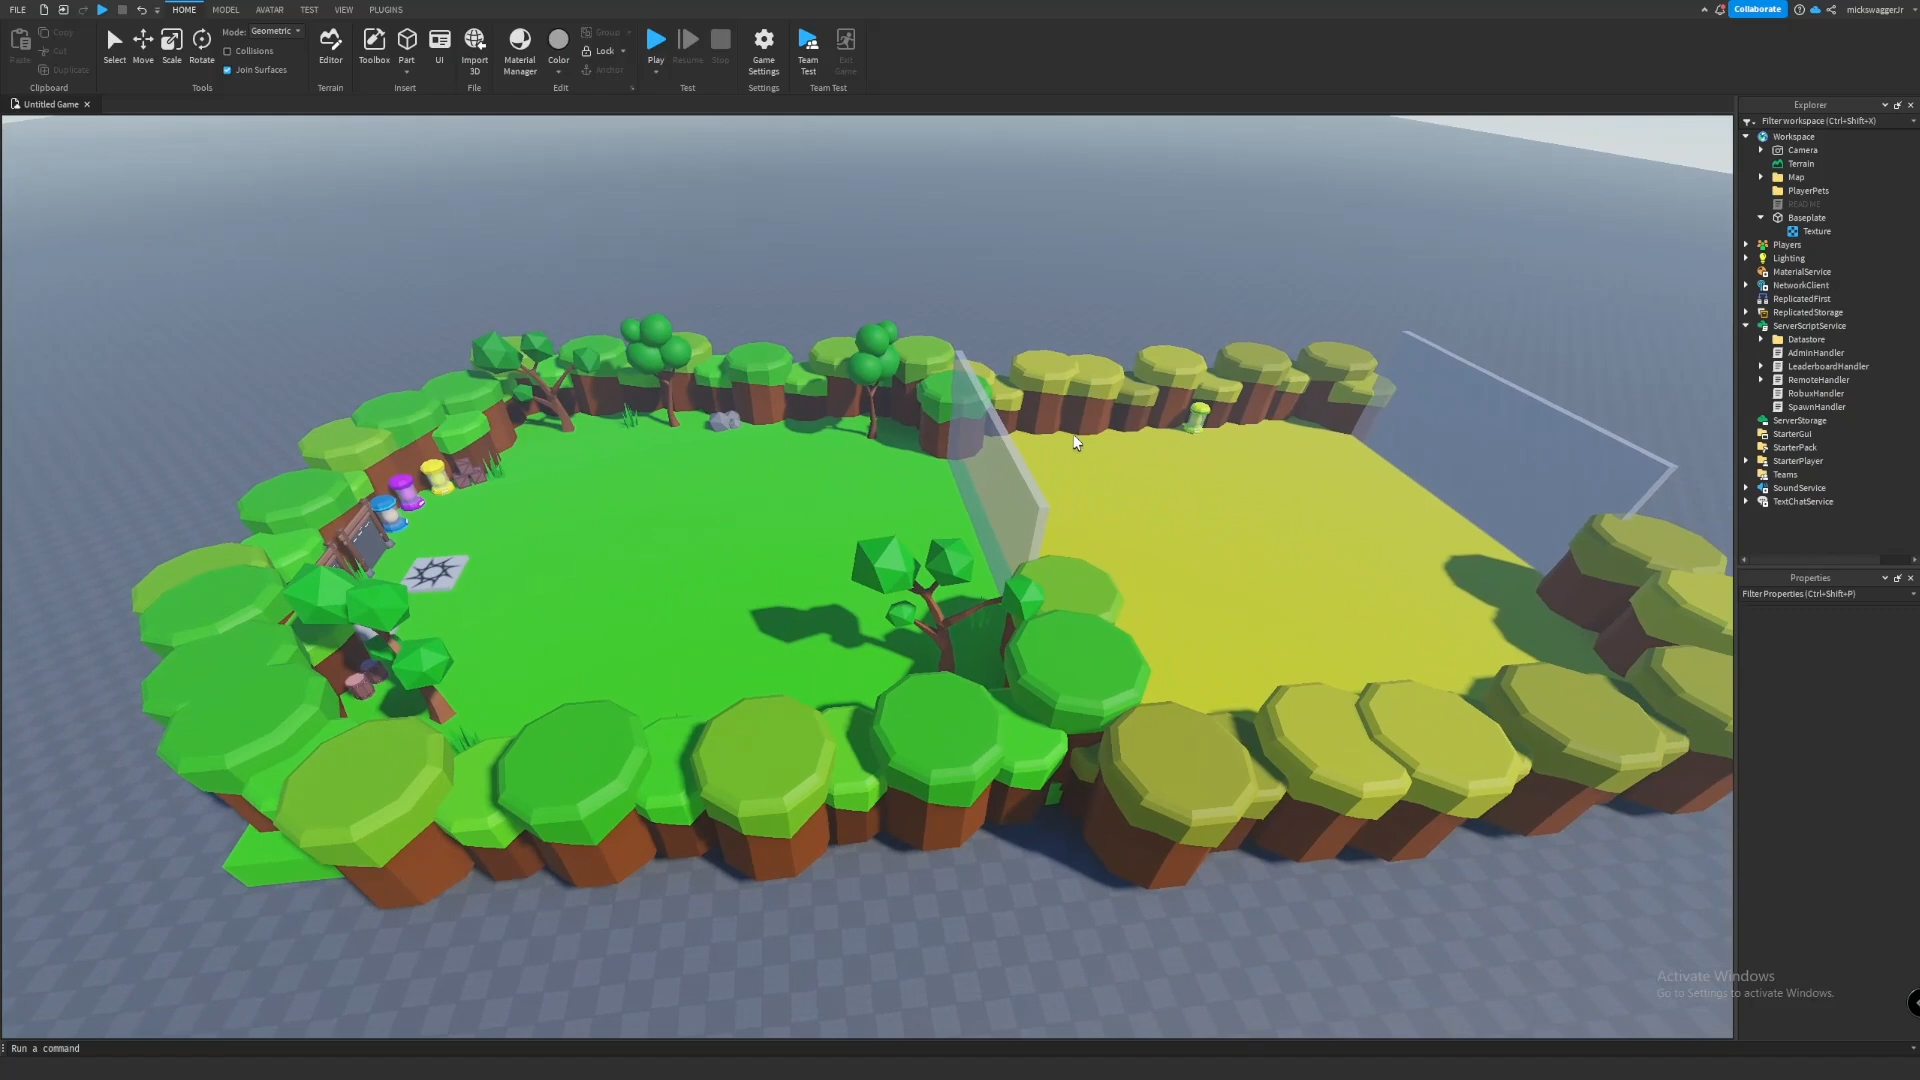 FILE HOME MODEL AVATAR TEST VIEW PLUGINS Collaborate mickswaggerJr
Paste Copy Cut Duplicate
Clipboard
Select Move Scale Rotate Mode: Geometric Collisions Join Surfaces
Tools
Editor
Terrain
Toolbox Part UI
Insert
Import 3D
File
Material Manager Color Group Lock Anchor
Edit
Play Resume Stop
Test
Game Settings
Settings
Team Test Exit Game
Team Test
Untitled Game
Explorer
Filter workspace (Ctrl+Shift+X)
Workspace
Camera
Terrain
Map
PlayerPets
README
Baseplate
Texture
Players
Lighting
MaterialService
NetworkClient
ReplicatedFirst
ReplicatedStorage
ServerScriptService
Datastore
AdminHandler
LeaderboardHandler
RemoteHandler
RobuxHandler
SpawnHandler
ServerStorage
StarterGui
StarterPack
StarterPlayer
Teams
SoundService
TextChatService
Properties
Filter Properties (Ctrl+Shift+P)
Activate Windows
Go to Settings to activate Windows.
Run a command